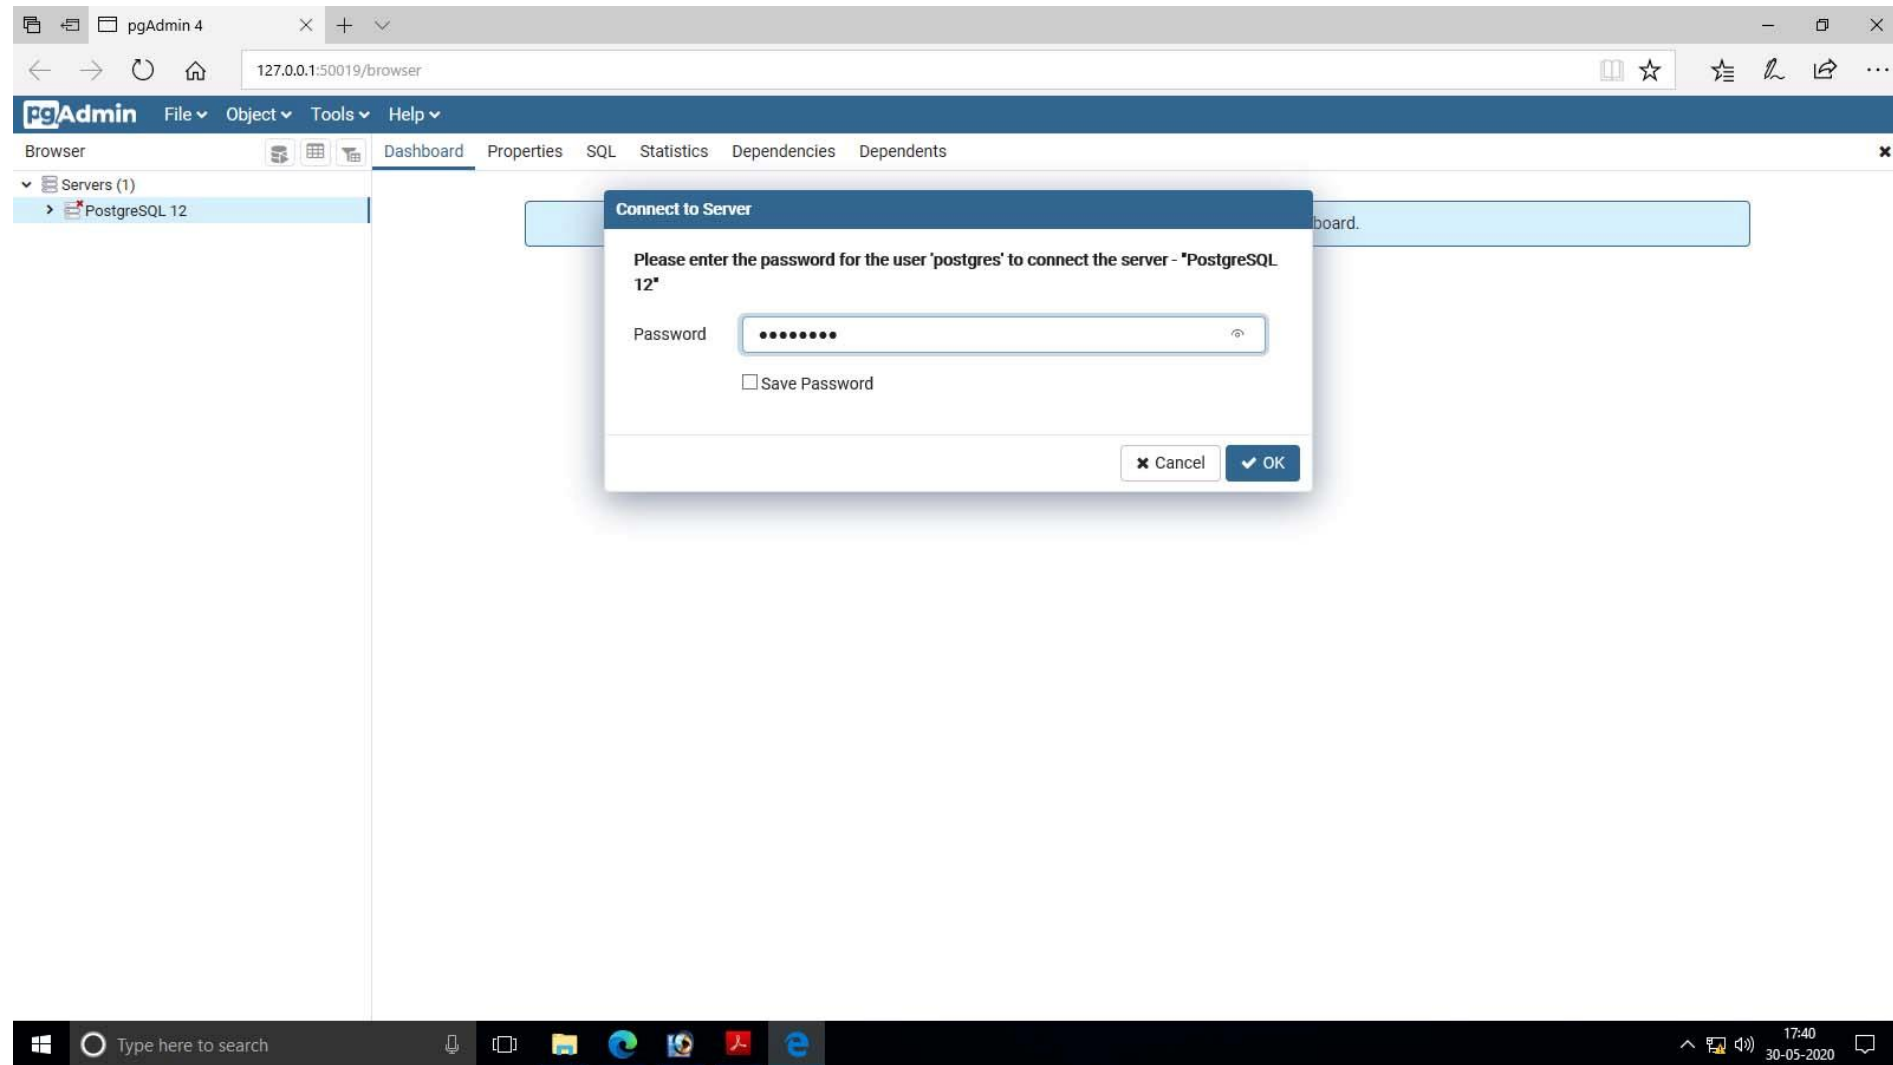 pgAdmin 4
127.0.0.1:50019/browser
pgAdmin File Object Tools Help
Browser
Dashboard Properties SQL Statistics Dependencies Dependents
Servers (1)
PostgreSQL 12
board.
Connect to Server
Please enter the password for the user 'postgres' to connect the server - "PostgreSQL
12"
Password ••••••••
Save Password
Cancel OK
Type here to search
17:40
30-05-2020